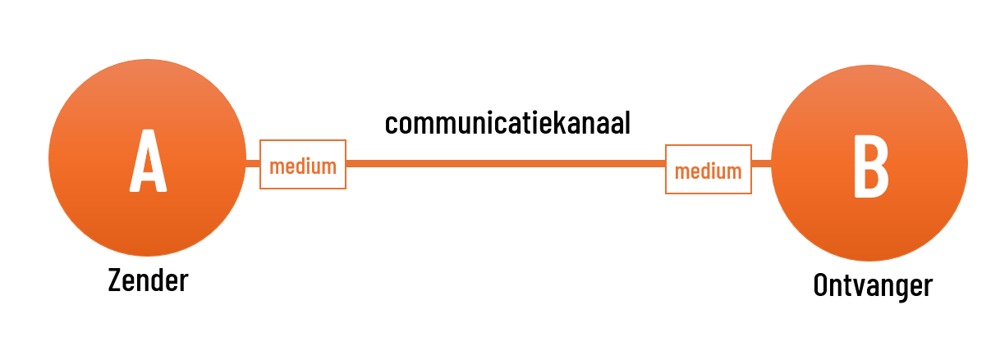 communicatiekanaal
A
medium
medium
B
Zender
Ontvanger